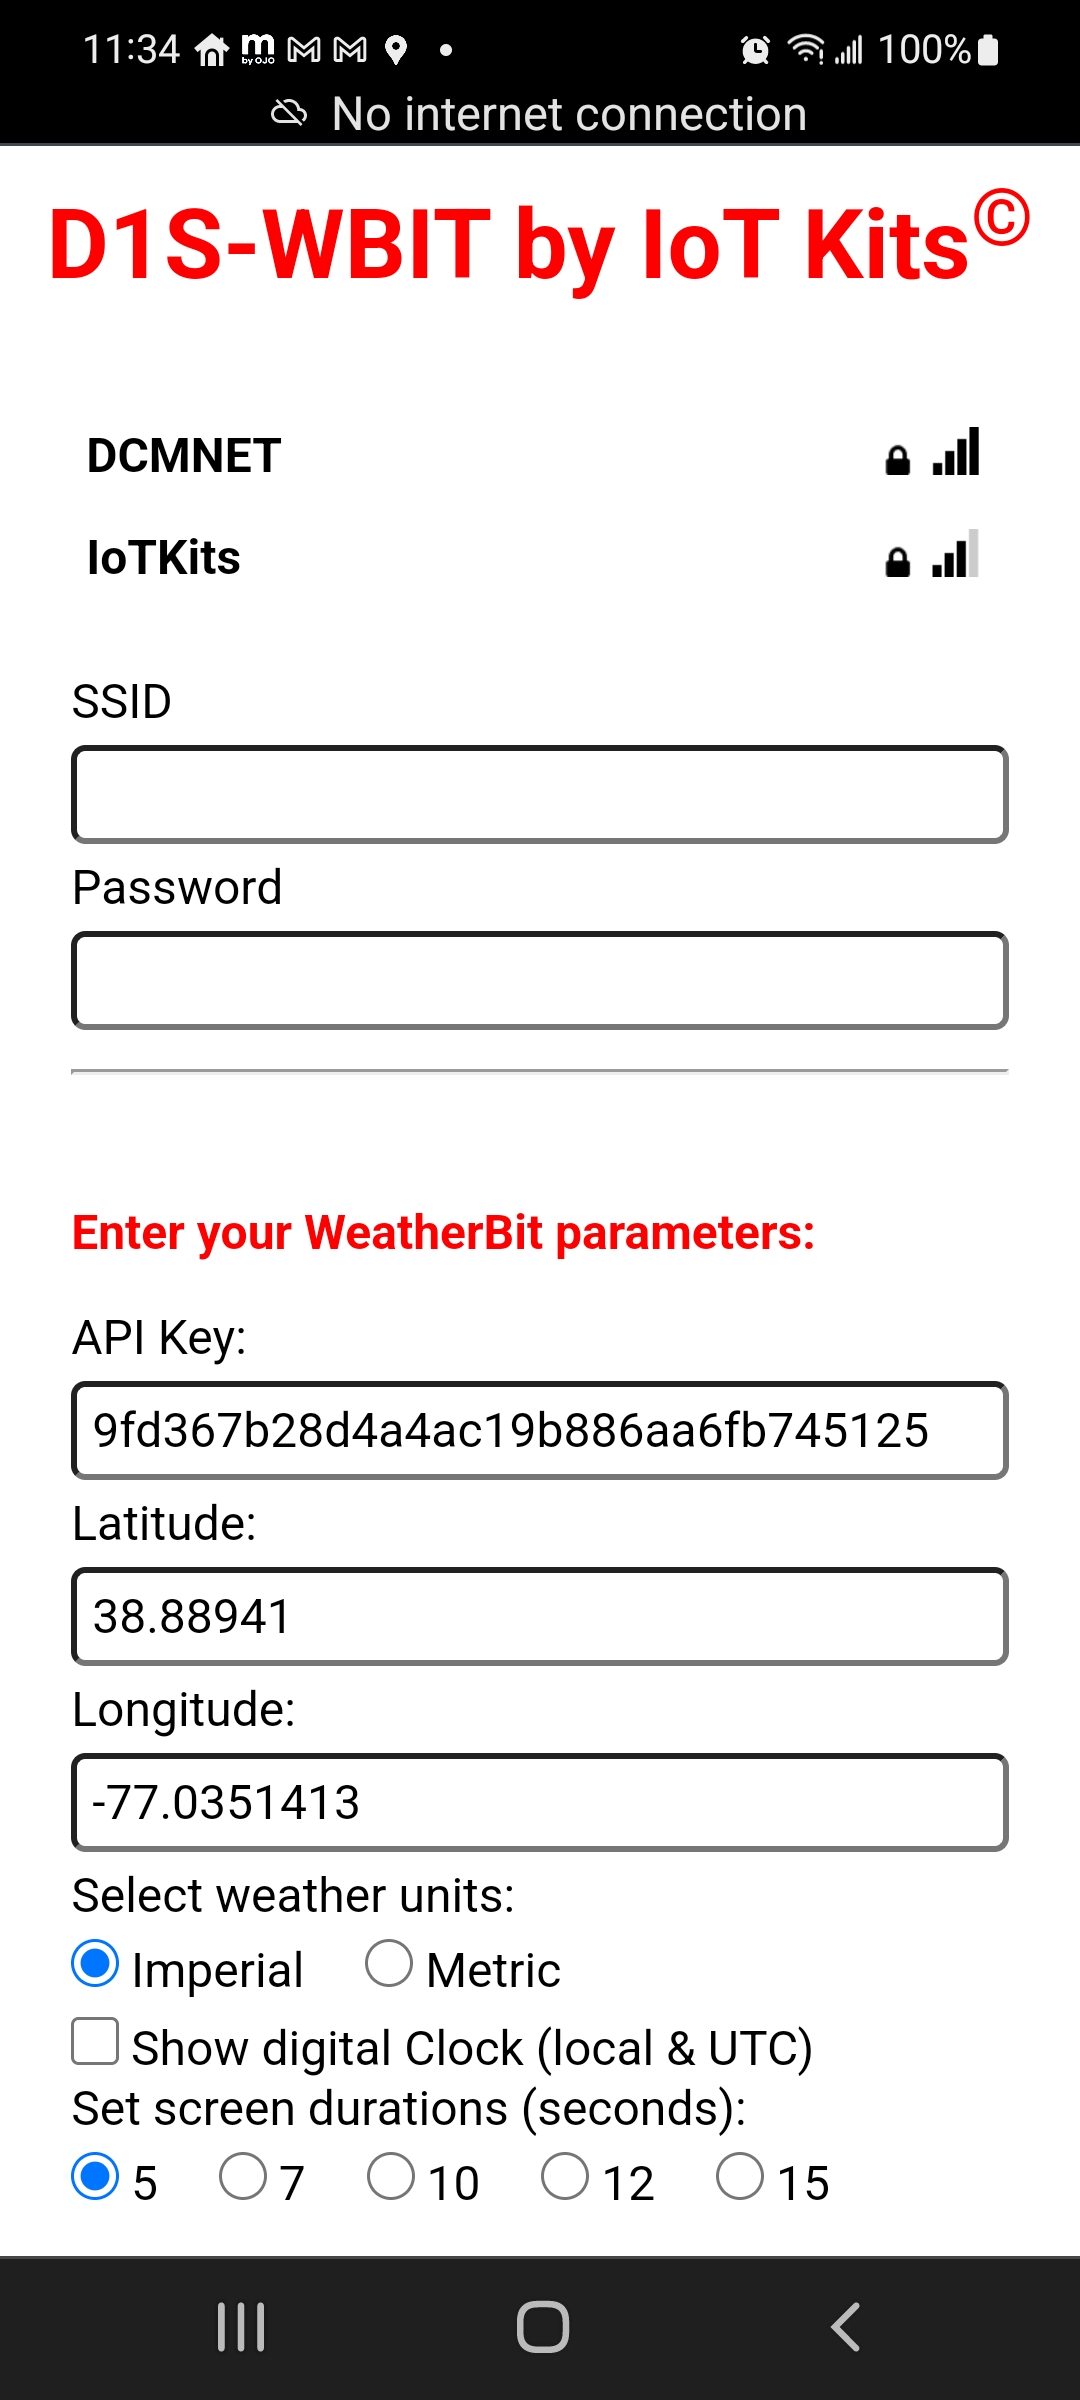 11:34 m by OJO 100%
No internet connection
D1S-WBIT by IoT Kits©
DCMNET
IoTKits
SSID
Password
Enter your WeatherBit parameters:
API Key:
9fd367b28d4a4ac19b886aa6fb745125
Latitude:
38.88941
Longitude:
-77.0351413
Select weather units:
Imperial Metric
Show digital Clock (local & UTC)
Set screen durations (seconds):
5 7 10 12 15